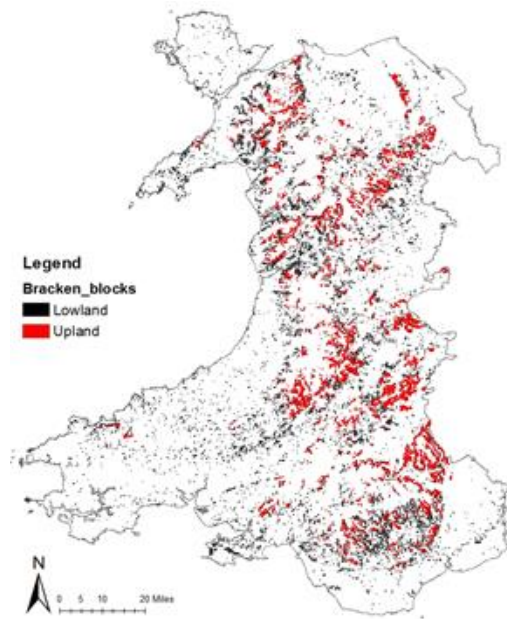 Legend
Bracken_blocks
Lowland
Upland
N
0 5 10 20 Miles